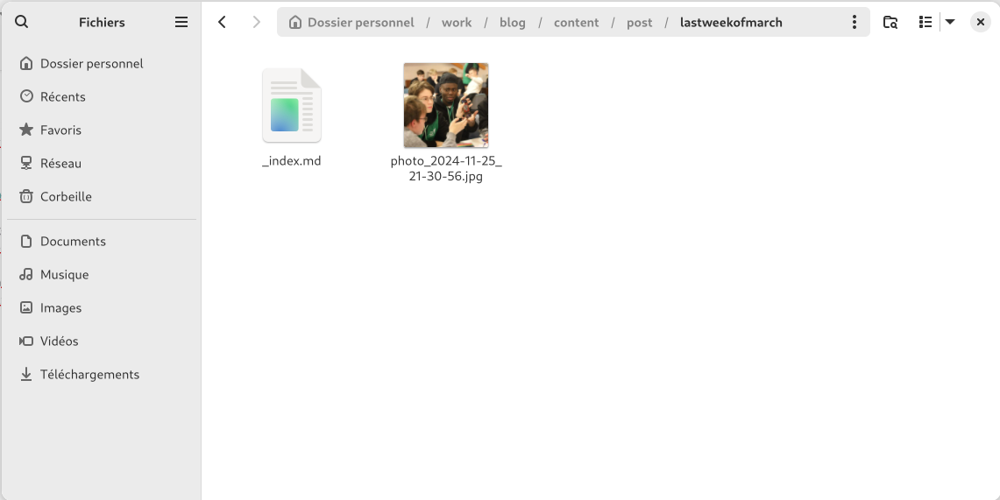 Fichiers
Dossier personnel / work / blog / content / post / lastweekofmarch
Dossier personnel
Récents
Favoris
Réseau
Corbeille
Documents
Musique
Images
Vidéos
Téléchargements
_index.md
photo_2024-11-25_
21-30-56.jpg